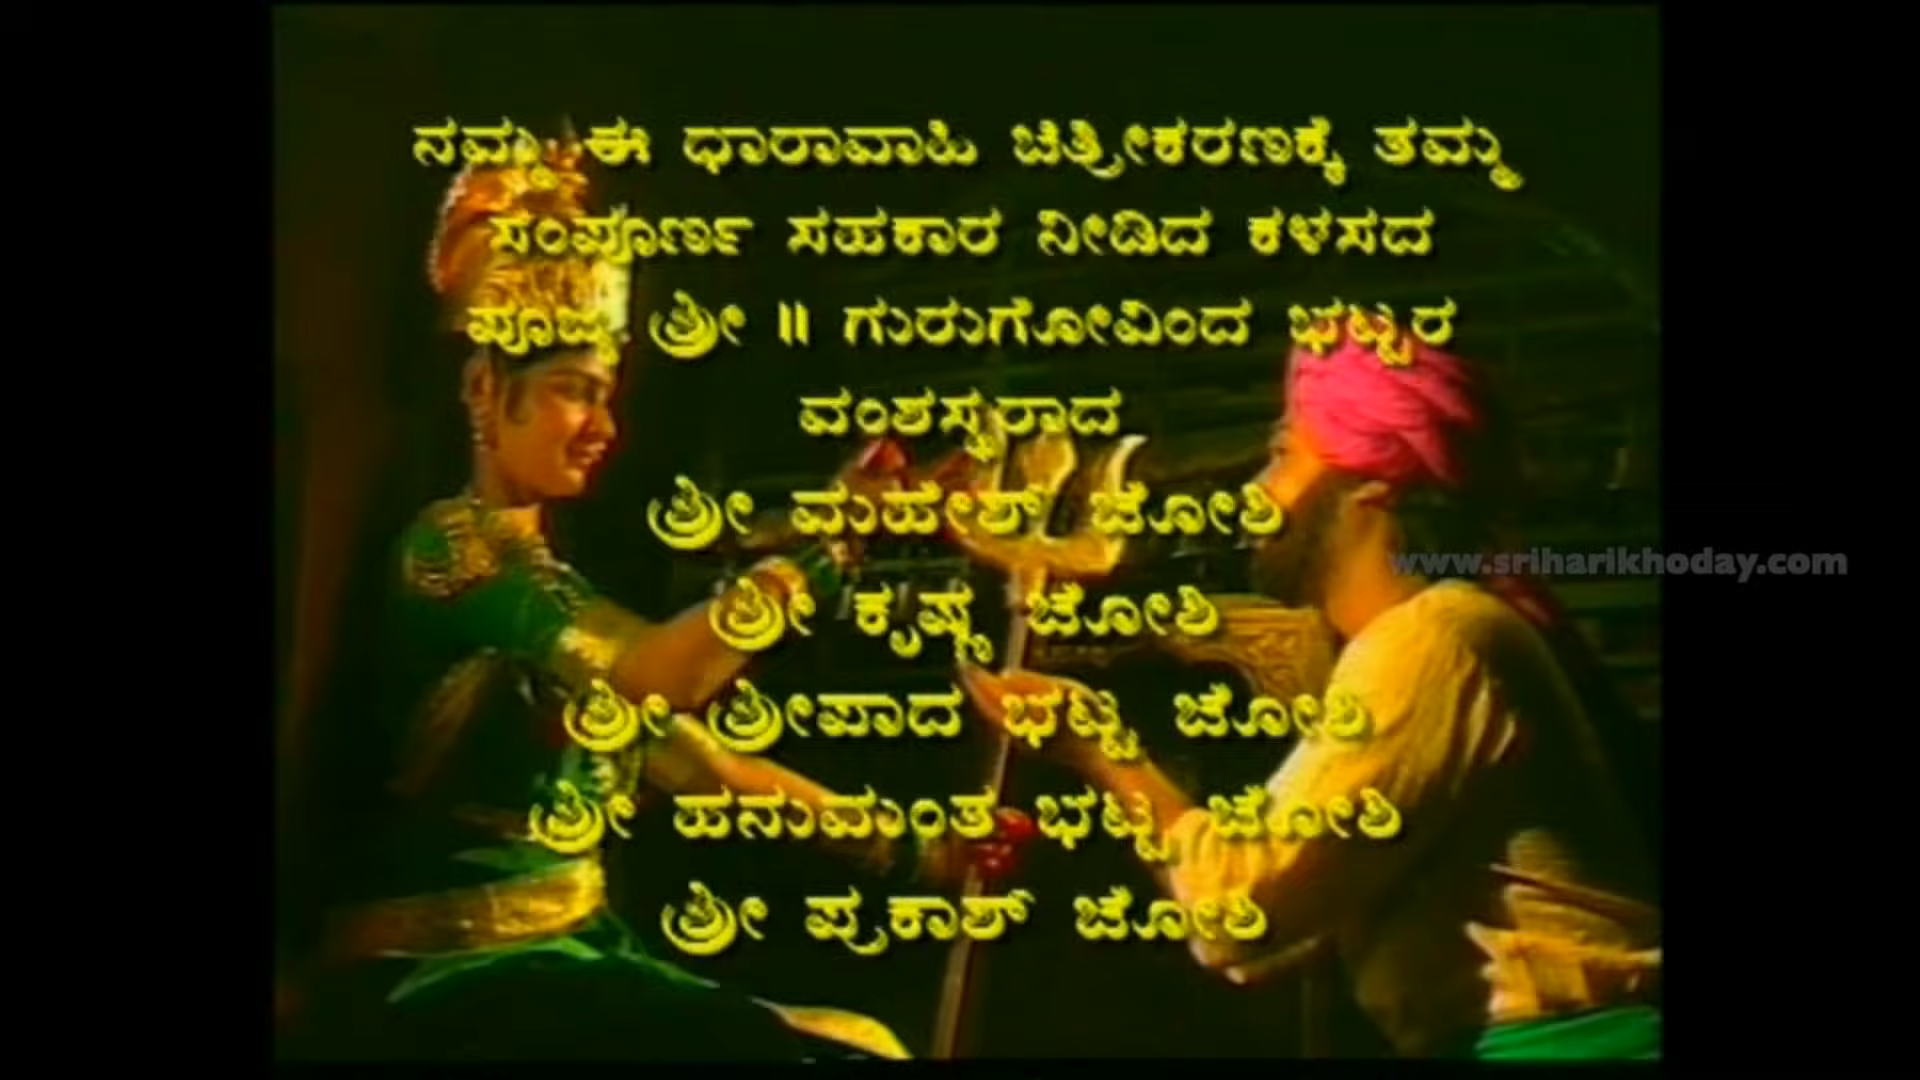 ನಮ್ಮ ಈ ಧಾರಾವಾಹಿ ಚಿತ್ರೀಕರಣಕ್ಕೆ ತಮ್ಮ
ಸಂಪೂರ್ಣ ಸಹಕಾರ ನೀಡಿದ ಕಳಸದ
ಪೂಜ್ಯ ಶ್ರೀ || ಗುರುಗೋವಿಂದ ಭಟ್ಟರ
ವಂಶಸ್ಥರಾದ
ಶ್ರೀ ಮಹೇಶ್ ಜೋಶಿ
www.sriharikhoday.com
ಶ್ರೀ ಕೃಷ್ಣ ಜೋಶಿ
ಶ್ರೀ ಶ್ರೀಪಾದ ಭಟ್ಟ ಜೋಶಿ
ಶ್ರೀ ಹನುಮಂತ ಭಟ್ಟ ಜೋಶಿ
ಶ್ರೀ ಪ್ರಕಾಶ್ ಜೋಶಿ